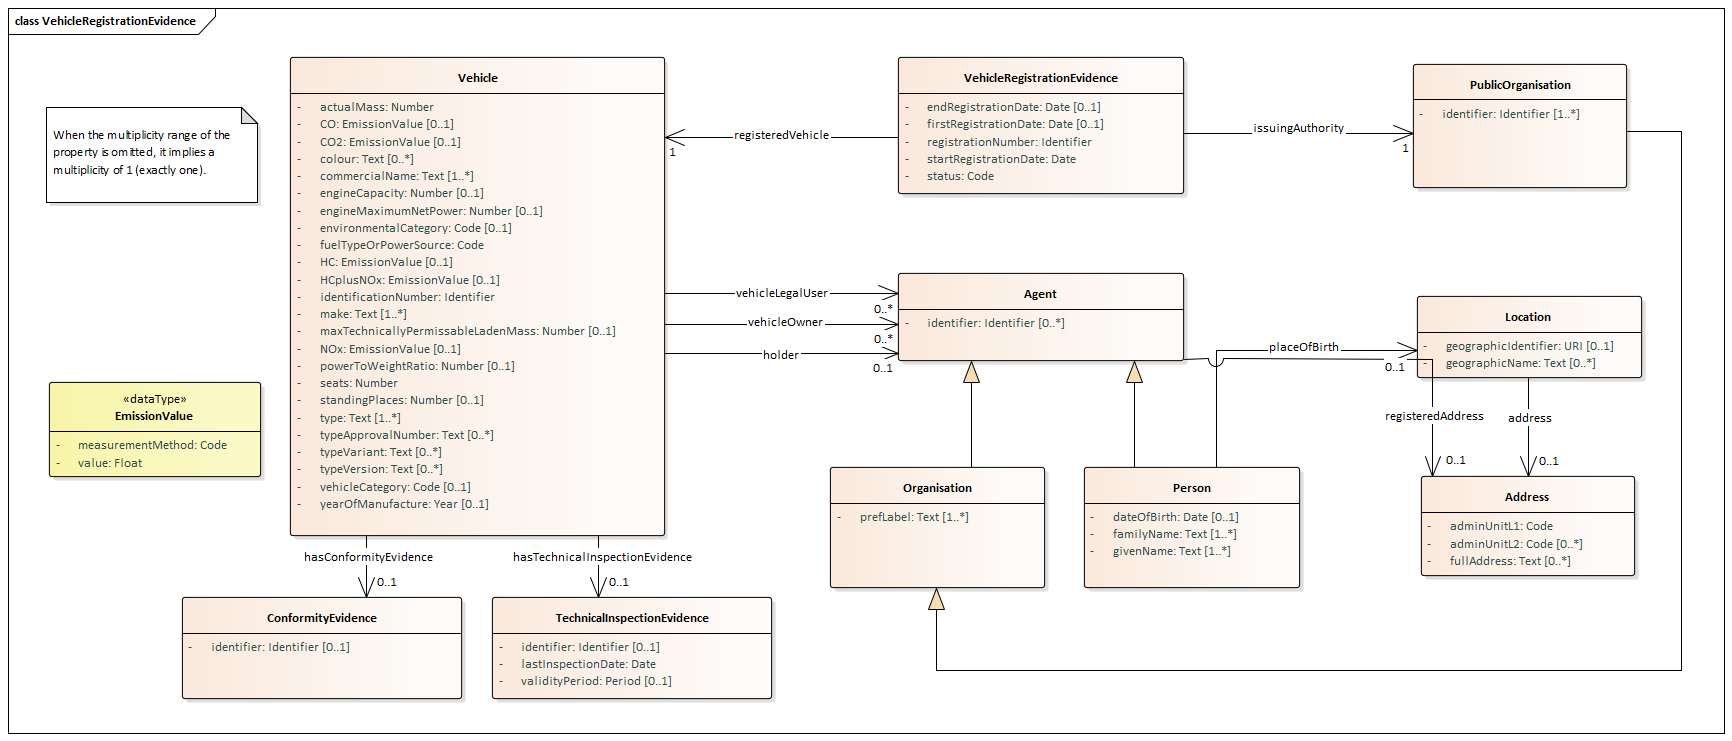 class VehicleRegistrationEvidence
When the multiplicity range of the
property is omitted, it implies a
multiplicity of 1 (exactly one).
Vehicle
- actualMass: Number
- CO: EmissionValue [0..1]
- CO2: EmissionValue [0..1]
- colour: Text [0..*]
- commercialName: Text [1..*]
- engineCapacity: Number [0..1]
- engineMaximumNetPower: Number [0..1]
- environmentalCategory: Code [0..1]
- fuelTypeOrPowerSource: Code
- HC: EmissionValue [0..1]
- HCplusNOx: EmissionValue [0..1]
- identificationNumber: Identifier
- make: Text [1..*]
- maxTechnicallyPermissableLadenMass: Number [0..1]
- NOx: EmissionValue [0..1]
- powerToWeightRatio: Number [0..1]
- seats: Number
- standingPlaces: Number [0..1]
- type: Text [1..*]
- typeApprovalNumber: Text [0..*]
- typeVariant: Text [0..*]
- typeVersion: Text [0..*]
- vehicleCategory: Code [0..1]
- yearOfManufacture: Year [0..1]
registeredVehicle
1
VehicleRegistrationEvidence
- endRegistrationDate: Date [0..1]
- firstRegistrationDate: Date [0..1]
- registrationNumber: Identifier
- startRegistrationDate: Date
- status: Code
issuingAuthority
1
PublicOrganisation
- identifier: Identifier [1..*]
vehicleLegalUser
0..*
vehicleOwner
0..*
holder
0..1
Agent
- identifier: Identifier [0..*]
placeOfBirth
0..1
Location
- geographicIdentifier: URI [0..1]
- geographicName: Text [0..*]
registeredAddress
0..1
address
0..1
«dataType»
EmissionValue
- measurementMethod: Code
- value: Float
Organisation
- prefLabel: Text [1..*]
Person
- dateOfBirth: Date [0..1]
- familyName: Text [1..*]
- givenName: Text [1..*]
Address
- adminUnitL1: Code
- adminUnitL2: Code [0..*]
- fullAddress: Text [0..*]
hasConformityEvidence
0..1
hasTechnicalInspectionEvidence
0..1
ConformityEvidence
- identifier: Identifier [0..1]
TechnicalInspectionEvidence
- identifier: Identifier [0..1]
- lastInspectionDate: Date
- validityPeriod: Period [0..1]